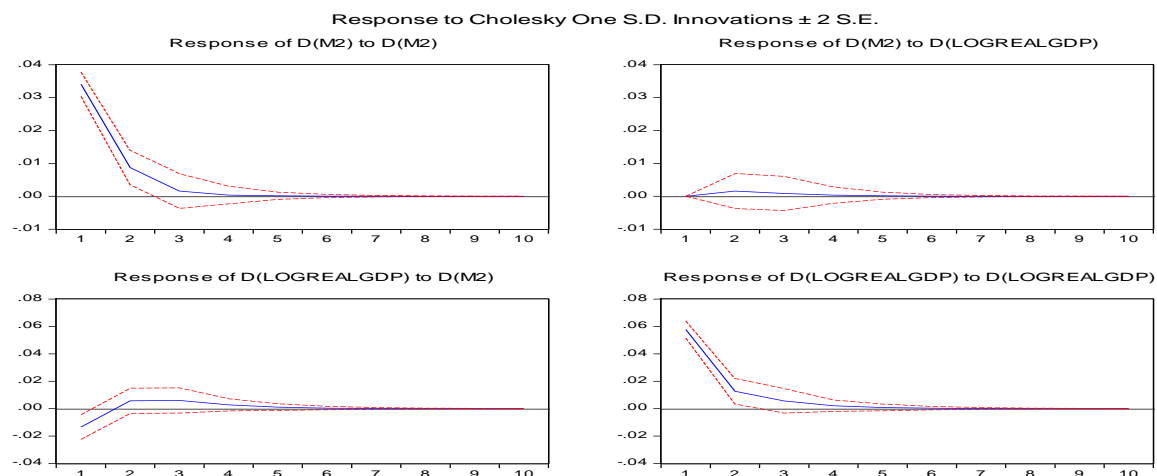 Response to Cholesky One S.D. Innovations ± 2 S.E.
Response of D(M2) to D(M2)
.04
.03
.02
.01
.00
-.01
1 2 3 4 5 6 7 8 9 10
Response of D(M2) to D(LOGREALGDP)
.04
.03
.02
.01
.00
-.01
1 2 3 4 5 6 7 8 9 10
Response of D(LOGREALGDP) to D(M2)
.08
.06
.04
.02
.00
-.02
-.04
1 2 3 4 5 6 7 8 9 10
Response of D(LOGREALGDP) to D(LOGREALGDP)
.08
.06
.04
.02
.00
-.02
-.04
1 2 3 4 5 6 7 8 9 10